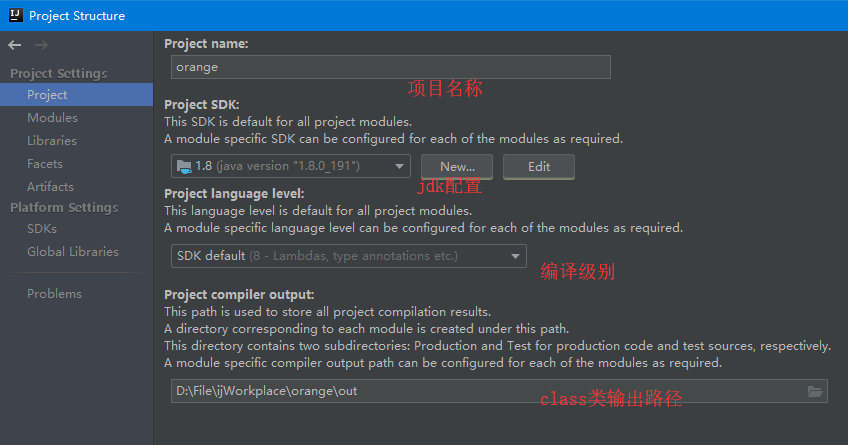 IJ Project Structure
Project Settings
Project
Modules
Libraries
Facets
Artifacts
Platform Settings
SDKs
Global Libraries
Problems
Project name:
orange
项目名称
Project SDK:
This SDK is default for all project modules.
A module specific SDK can be configured for each of the modules as required.
1.8 (java version "1.8.0_191")
New...
Edit
jdk配置
Project language level:
This language level is default for all project modules.
A module specific language level can be configured for each of the modules as required.
SDK default (8 - Lambdas, type annotations etc.)
编译级别
Project compiler output:
This path is used to store all project compilation results.
A directory corresponding to each module is created under this path.
This directory contains two subdirectories: Production and Test for production code and test sources, respectively.
A module specific compiler output path can be configured for each of the modules as required.
D:\File\ijWorkplace\orange\out
class类输出路径